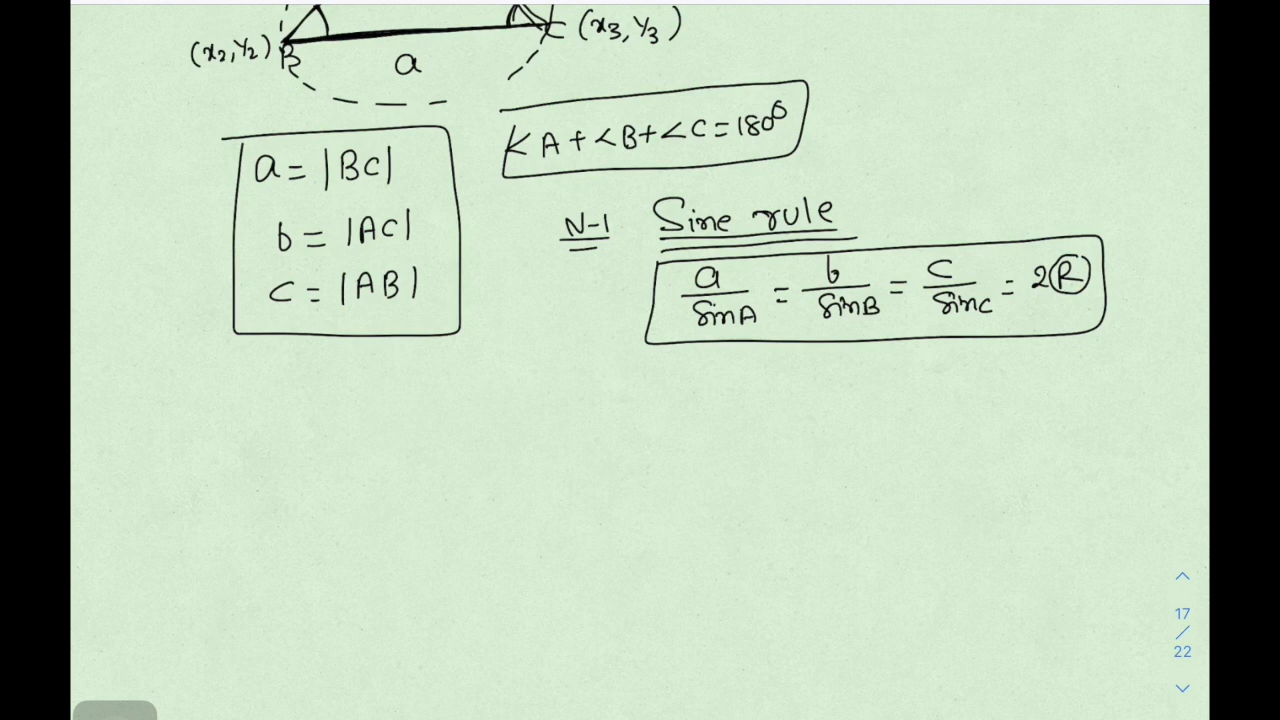 (x2, y2) B
a
C (x3, y3)
∠A + ∠B + ∠C = 180°
a = |BC|
b = |AC|
c = |AB|
N-1 Sine rule
a/sinA = b/sinB = c/sinC = 2R
17
/
22